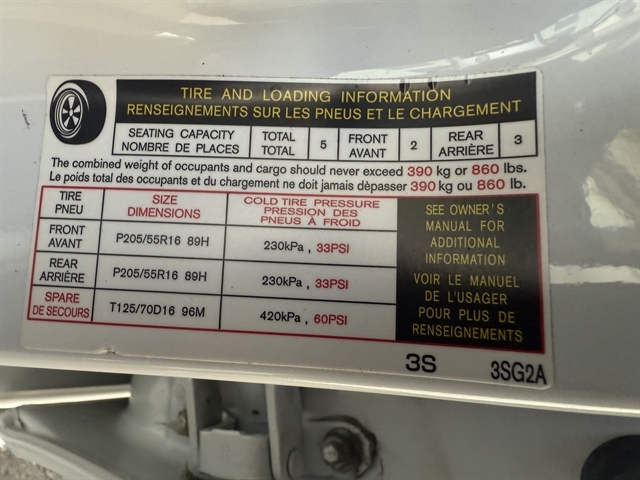 TIRE AND LOADING INFORMATION
RENSEIGNEMENTS SUR LES PNEUS ET LE CHARGEMENT
SEATING CAPACITY TOTAL 5 FRONT 2 REAR 3
NOMBRE DE PLACES TOTAL AVANT ARRIÈRE
The combined weight of occupants and cargo should never exceed 390 kg or 860 lbs.
Le poids total des occupants et du chargement ne doit jamais dèpasser 390 kg ou 860 lb.
TIRE SIZE COLD TIRE PRESSURE
PNEU DIMENSIONS PRESSION DES
PNEUS À FROID
FRONT
AVANT P205/55R16 89H 230kPa , 33PSI
REAR
ARRIÈRE P205/55R16 89H 230kPa , 33PSI
SPARE
DE SECOURS T125/70D16 96M 420kPa , 60PSI
SEE OWNER'S
MANUAL FOR
ADDITIONAL
INFORMATION
VOIR LE MANUEL
DE L'USAGER
POUR PLUS DE
RENSEIGNEMENTS
3S 3SG2A